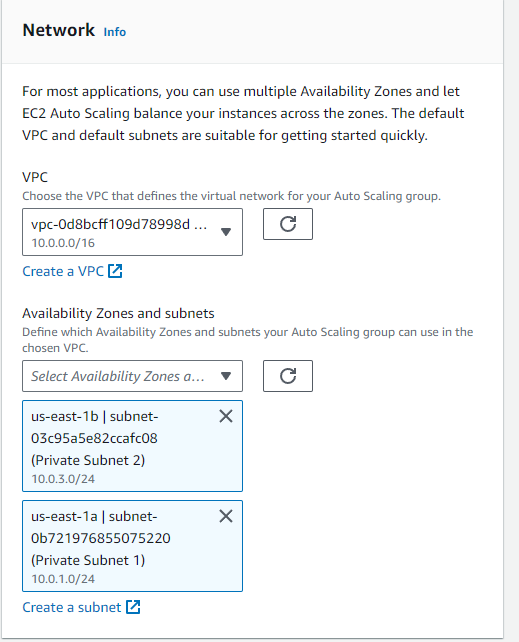 Network Info
For most applications, you can use multiple Availability Zones and let
EC2 Auto Scaling balance your instances across the zones. The default
VPC and default subnets are suitable for getting started quickly.
VPC
Choose the VPC that defines the virtual network for your Auto Scaling group.
vpc-0d8bcff109d78998d ...
10.0.0.0/16
Create a VPC
Availability Zones and subnets
Define which Availability Zones and subnets your Auto Scaling group can use in the
chosen VPC.
Select Availability Zones a...
us-east-1b | subnet-
03c95a5e82ccafc08
(Private Subnet 2)
10.0.3.0/24
us-east-1a | subnet-
0b721976855075220
(Private Subnet 1)
10.0.1.0/24
Create a subnet